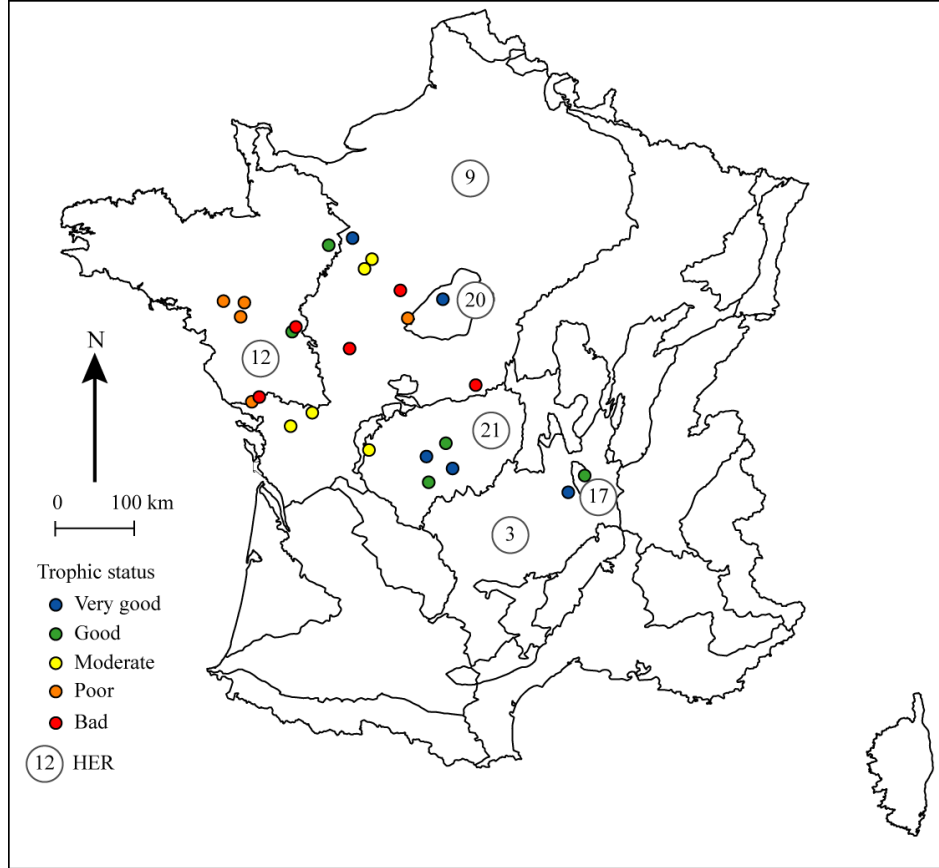 9
20
12
N
21
17
3
0 100 km
Trophic status
Very good
Good
Moderate
Poor
Bad
12 HER